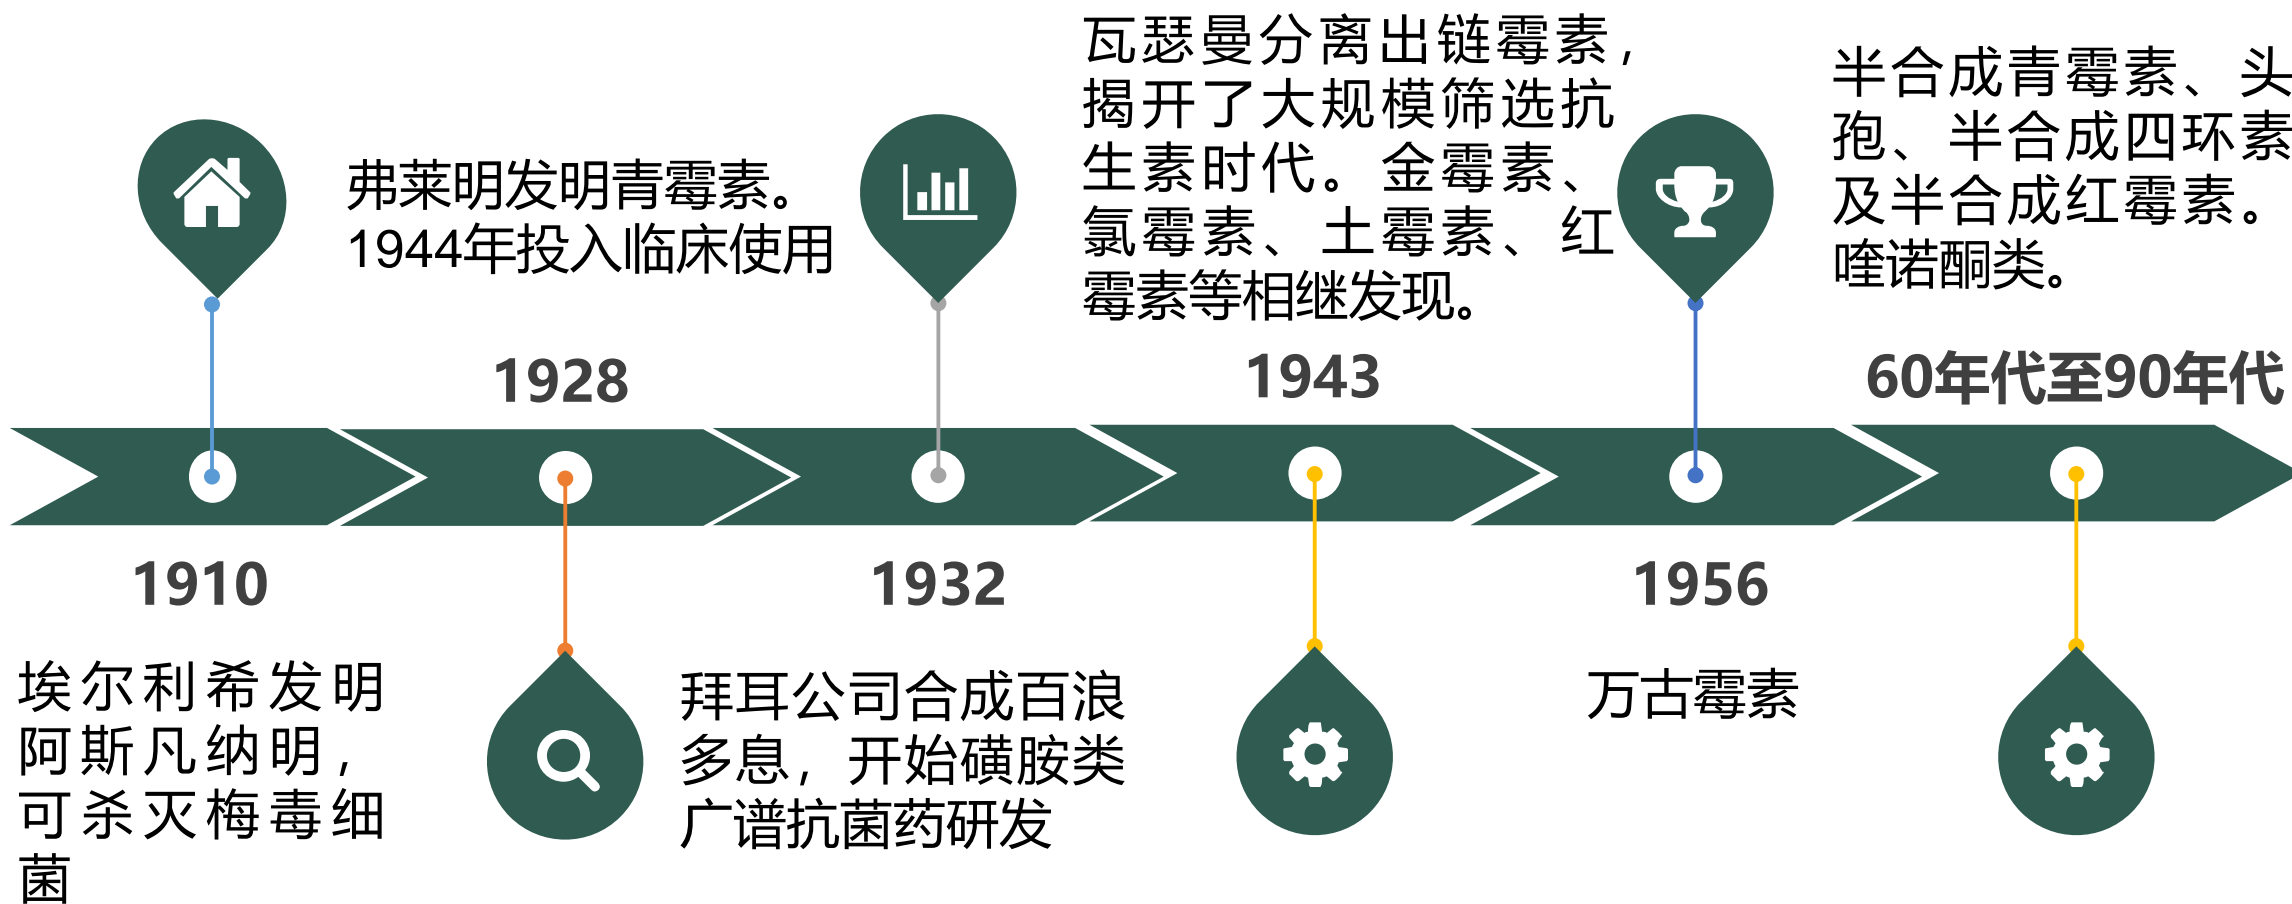 1910
埃尔利希发明
阿斯凡纳明，
可杀灭梅毒细
菌
弗莱明发明青霉素。
1944年投入临床使用
1928
1932
拜耳公司合成百浪
多息，开始磺胺类
广谱抗菌药研发
瓦瑟曼分离出链霉素，
揭开了大规模筛选抗
生素时代。金霉素、
氯霉素、土霉素、红
霉素等相继发现。
1943
1956
万古霉素
半合成青霉素、头
孢、半合成四环素
及半合成红霉素。
喹诺酮类。
60年代至90年代